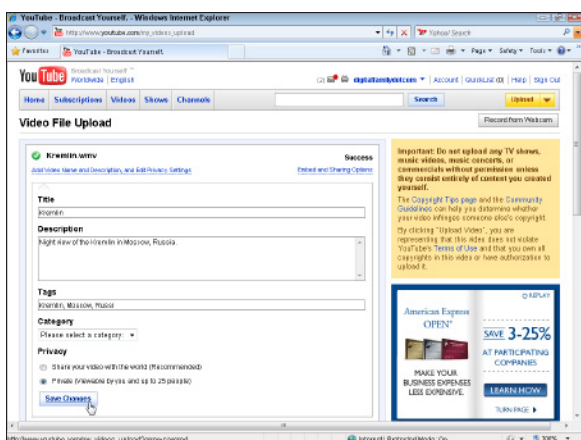 YouTube - Broadcast Yourself. - Windows Internet Explorer
http://www.youtube.com/my_videos_upload
Yahoo! Search
Favorites
YouTube - Broadcast Yourself.
Page
Safety
Tools
You Tube
Broadcast Yourself™
Worldwide | English
(2)
digitalfamilydotcom
Account
QuickList (0)
Help
Sign Out
Home Subscriptions Videos Shows Channels
Search
Upload
Video File Upload
Record from Webcam
Kremlin.wmv
Success
Add Video Name and Description, and Edit Privacy Settings
Embed and Sharing Options
Title
Kremlin
Description
Night view of the Kremlin in Moscow, Russia.
Tags
Kremlin, Moscow, Russi
Category
Please select a category:
Privacy
Share your video with the world (Recommended)
Private (Viewable by you and up to 25 people)
Save Changes
Important: Do not upload any TV shows,
music videos, music concerts, or
commercials without permission unless
they consist entirely of content you created
yourself.
The Copyright Tips page and the Community
Guidelines can help you determine whether
your video infringes someone else's copyright.
By clicking "Upload Video", you are
representing that this video does not violate
YouTube's Terms of Use and that you own all
copyrights in this video or have authorization to
upload it.
REPLAY
American Express
OPEN
SAVE 3-25%
AT PARTICIPATING
COMPANIES
MAKE YOUR
BUSINESS EXPENSES
LESS EXPENSIVE.
LEARN HOW
TURN PAGE
Internet | Protected Mode: On
100%